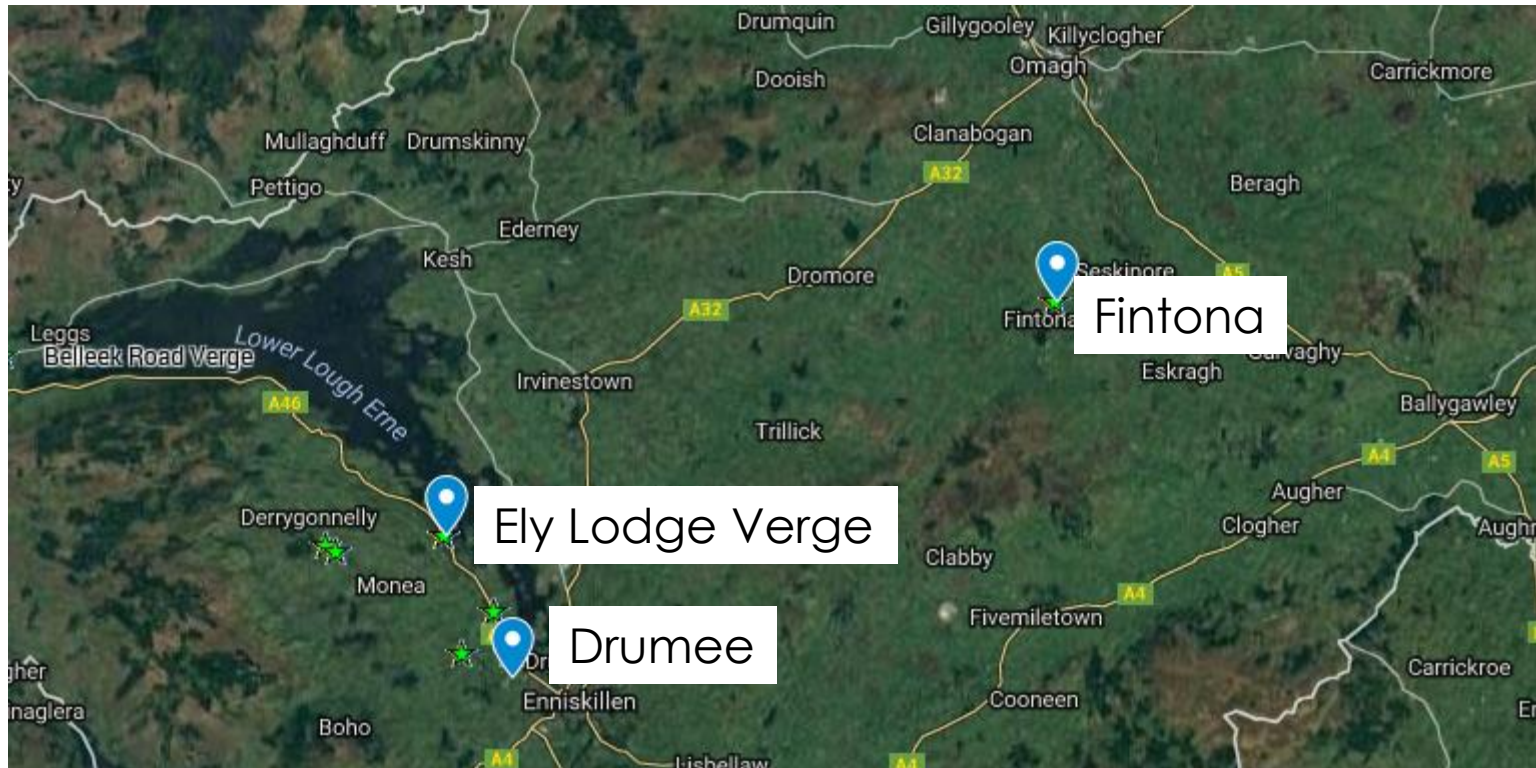 Drumquin
Gillygooley
Killyclogher
Omagh
Carrickmore
Dooish
Clanabogan
Mullaghduff
Drumskinny
A32
Beragh
Pettigo
Ederney
Kesh
Dromore
Seskinore
A5
A32
Fintona
Fintona
Leggs
Belleek Road Verge
Lower Lough Erne
Irvinestown
Eskragh
A46
Ballygawley
Trillick
A4
A5
Derrygonnelly
Augher
Ely Lodge Verge
Clogher
Clabby
Monea
A4
Fivemiletown
Drumee
Carrickroe
Enniskillen
Cooneen
Boho
A4
Lisbellaw
A4